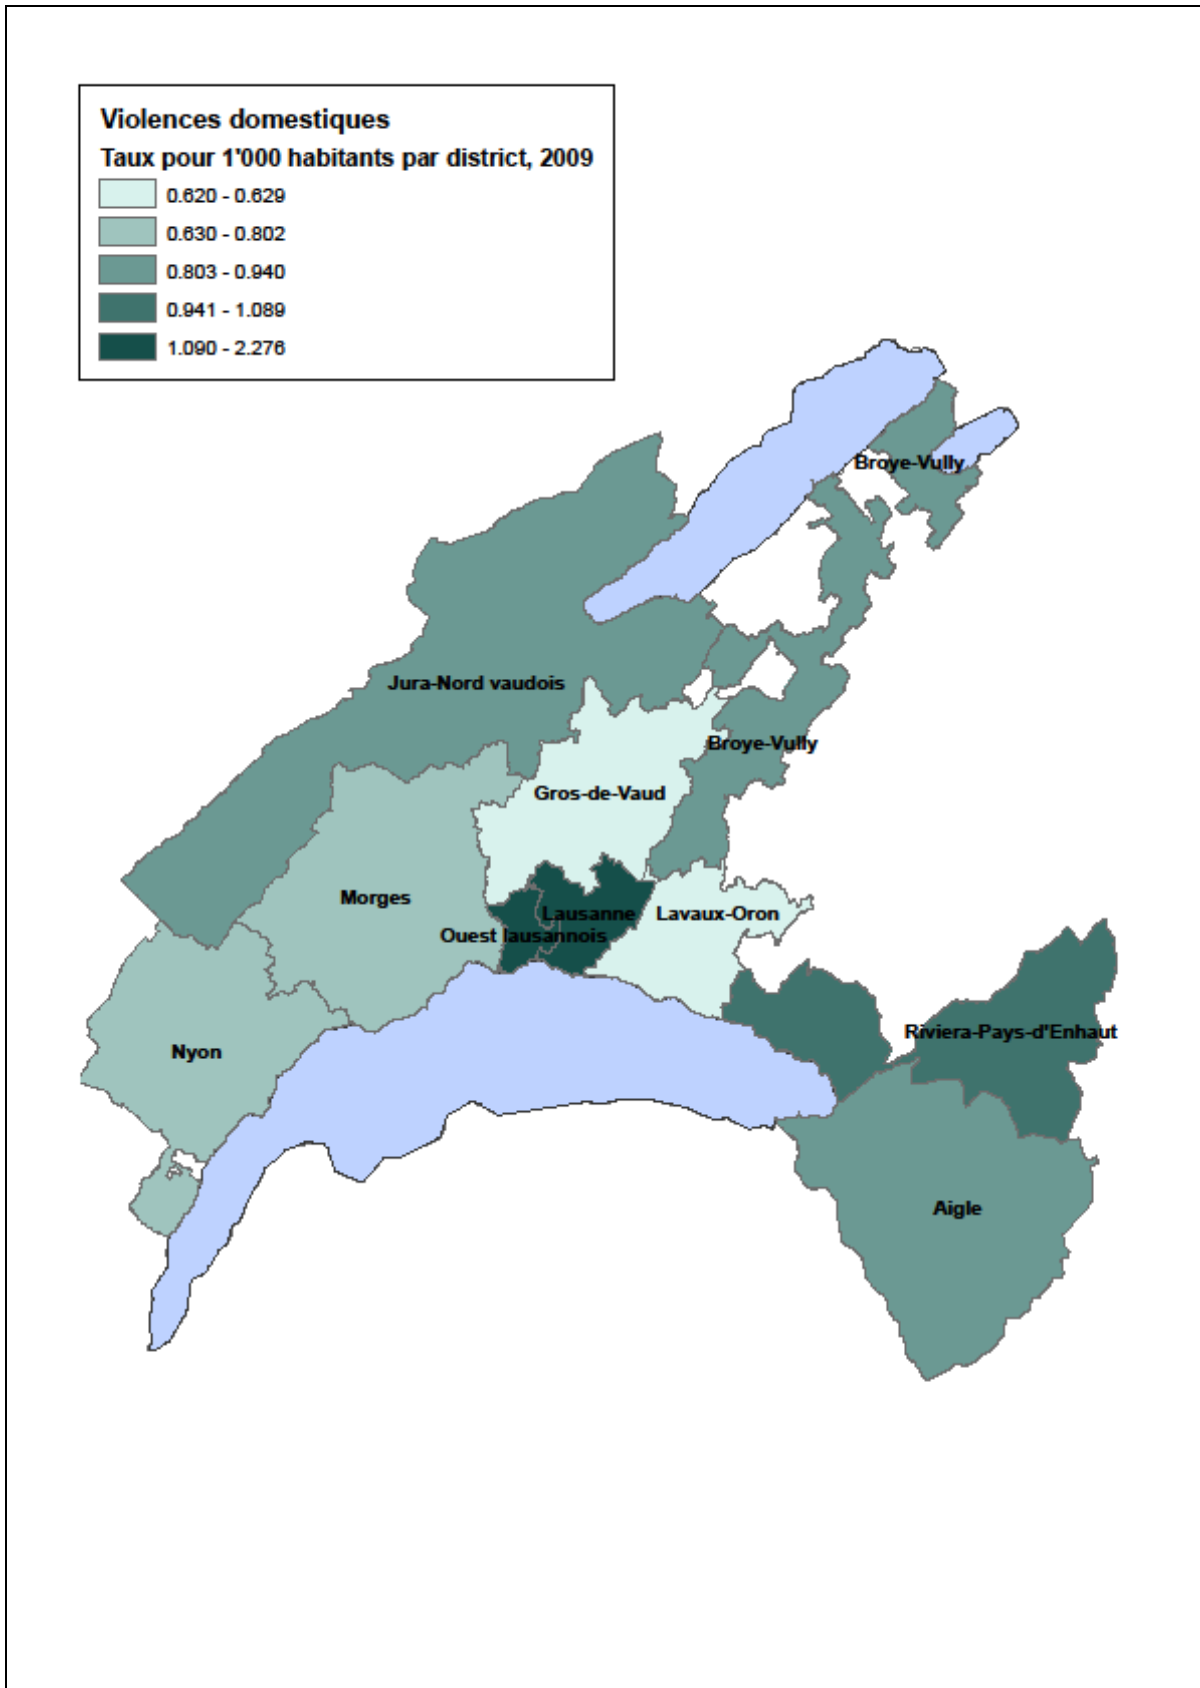 Violences domestiques
Taux pour 1'000 habitants par district, 2009
0.620 - 0.629
0.630 - 0.802
0.803 - 0.940
0.941 - 1.089
1.090 - 2.276
Broye-Vully
Jura-Nord vaudois
Broye-Vully
Gros-de-Vaud
Morges
Lausanne
Lavaux-Oron
Ouest lausannois
Riviera-Pays-d'Enhaut
Nyon
Aigle